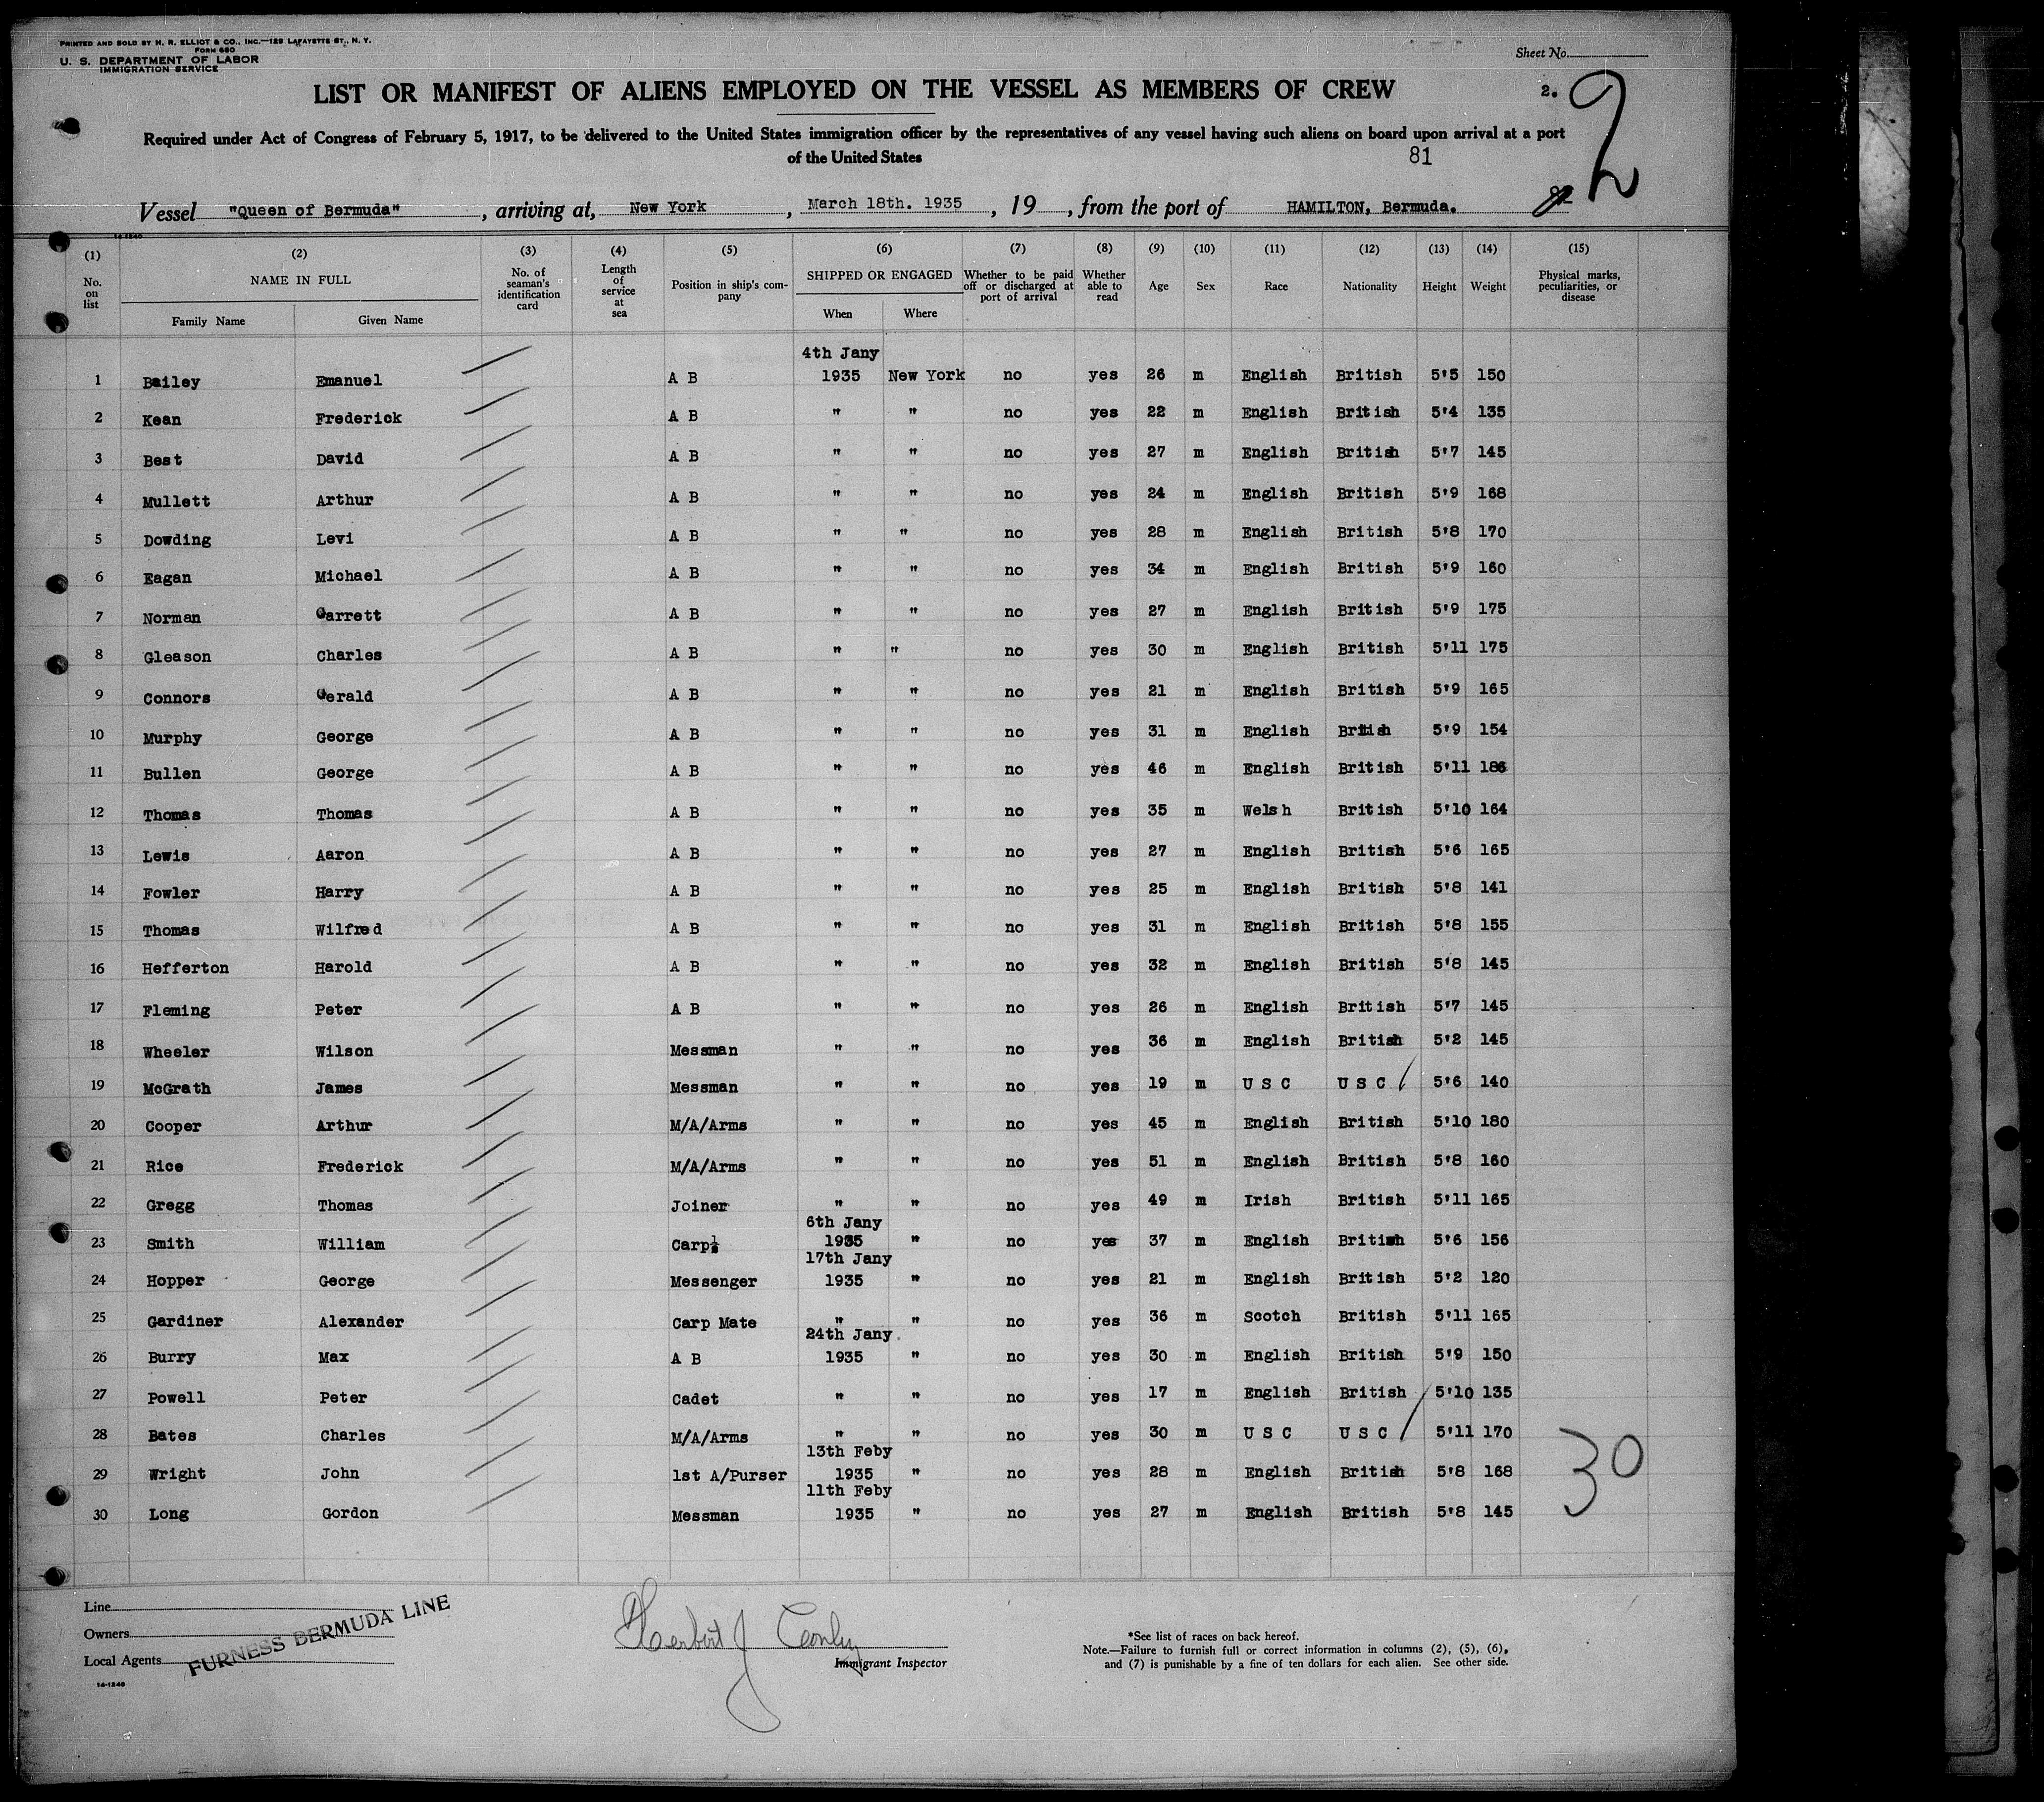 PRINTED AND SOLD BY H. R. ELLIOT & CO., INC.—129 LAFAYETTE ST., N. Y.
FORM 680
U. S. DEPARTMENT OF LABOR
IMMIGRATION SERVICE
Sheet No.
LIST OR MANIFEST OF ALIENS EMPLOYED ON THE VESSEL AS MEMBERS OF CREW
2. 2
Required under Act of Congress of February 5, 1917, to be delivered to the United States immigration officer by the representatives of any vessel having such aliens on board upon arrival at a port
of the United States
81
Vessel "Queen of Bermuda", arriving at, New York, March 18th. 1935, 19 , from the port of HAMILTON, Bermuda.
14-1240
(1) (2) (3) (4) (5) (6) (7) (8) (9) (10) (11) (12) (13) (14) (15)
No. on list NAME IN FULL Family Name Given Name No. of seaman's identification card Length of service at sea Position in ship's company SHIPPED OR ENGAGED When Where Whether to be paid off or discharged at port of arrival Whether able to read Age Sex Race Nationality Height Weight Physical marks, peculiarities, or disease
4th Jany
1 Bailey Emanuel A B 1935 New York no yes 26 m English British 5'5 150
2 Kean Frederick A B " " no yes 22 m English British 5'4 135
3 Best David A B " " no yes 27 m English British 5'7 145
4 Mullett Arthur A B " " no yes 24 m English British 5'9 168
5 Dowding Levi A B " " no yes 28 m English British 5'8 170
6 Eagan Michael A B " " no yes 34 m English British 5'9 160
7 Norman Garrett A B " " no yes 27 m English British 5'9 175
8 Gleason Charles A B " " no yes 30 m English British 5'11 175
9 Connors Gerald A B " " no yes 21 m English British 5'9 165
10 Murphy George A B " " no yes 31 m English British 5'9 154
11 Bullen George A B " " no yes 46 m English British 5'11 186
12 Thomas Thomas A B " " no yes 35 m Welsh British 5'10 164
13 Lewis Aaron A B " " no yes 27 m English British 5'6 165
14 Fowler Harry A B " " no yes 25 m English British 5'8 141
15 Thomas Wilfred A B " " no yes 31 m English British 5'8 155
16 Hefferton Harold A B " " no yes 32 m English British 5'8 145
17 Fleming Peter A B " " no yes 26 m English British 5'7 145
18 Wheeler Wilson Messman " " no yes 36 m English British 5'2 145
19 McGrath James Messman " " no yes 19 m U S C U S C 5'6 140
20 Cooper Arthur M/A/Arms " " no yes 45 m English British 5'10 180
21 Rice Frederick M/A/Arms " " no yes 51 m English British 5'8 160
22 Gregg Thomas Joiner " " no yes 49 m Irish British 5'11 165
6th Jany
23 Smith William Carp 1935 " no yes 37 m English British 5'6 156
17th Jany
24 Hopper George Messenger 1935 " no yes 21 m English British 5'2 120
25 Gardiner Alexander Carp Mate " " no yes 36 m Scotch British 5'11 165
24th Jany.
26 Burry Max A B 1935 " no yes 30 m English British 5'9 150
27 Powell Peter Cadet " " no yes 17 m English British 5'10 135
28 Bates Charles M/A/Arms " " no yes 30 m U S C U S C 5'11 170
13th Feby
29 Wright John 1st A/Purser 1935 " no yes 28 m English British 5'8 168
11th Feby
30 Long Gordon Messman 1935 " no yes 27 m English British 5'8 145
30
Line
Owners
Local Agents
FURNESS BERMUDA LINE
14-1240
Herbert J
Immigrant Inspector
*See list of races on back hereof.
Note.—Failure to furnish full or correct information in columns (2), (5), (6),
and (7) is punishable by a fine of ten dollars for each alien. See other side.